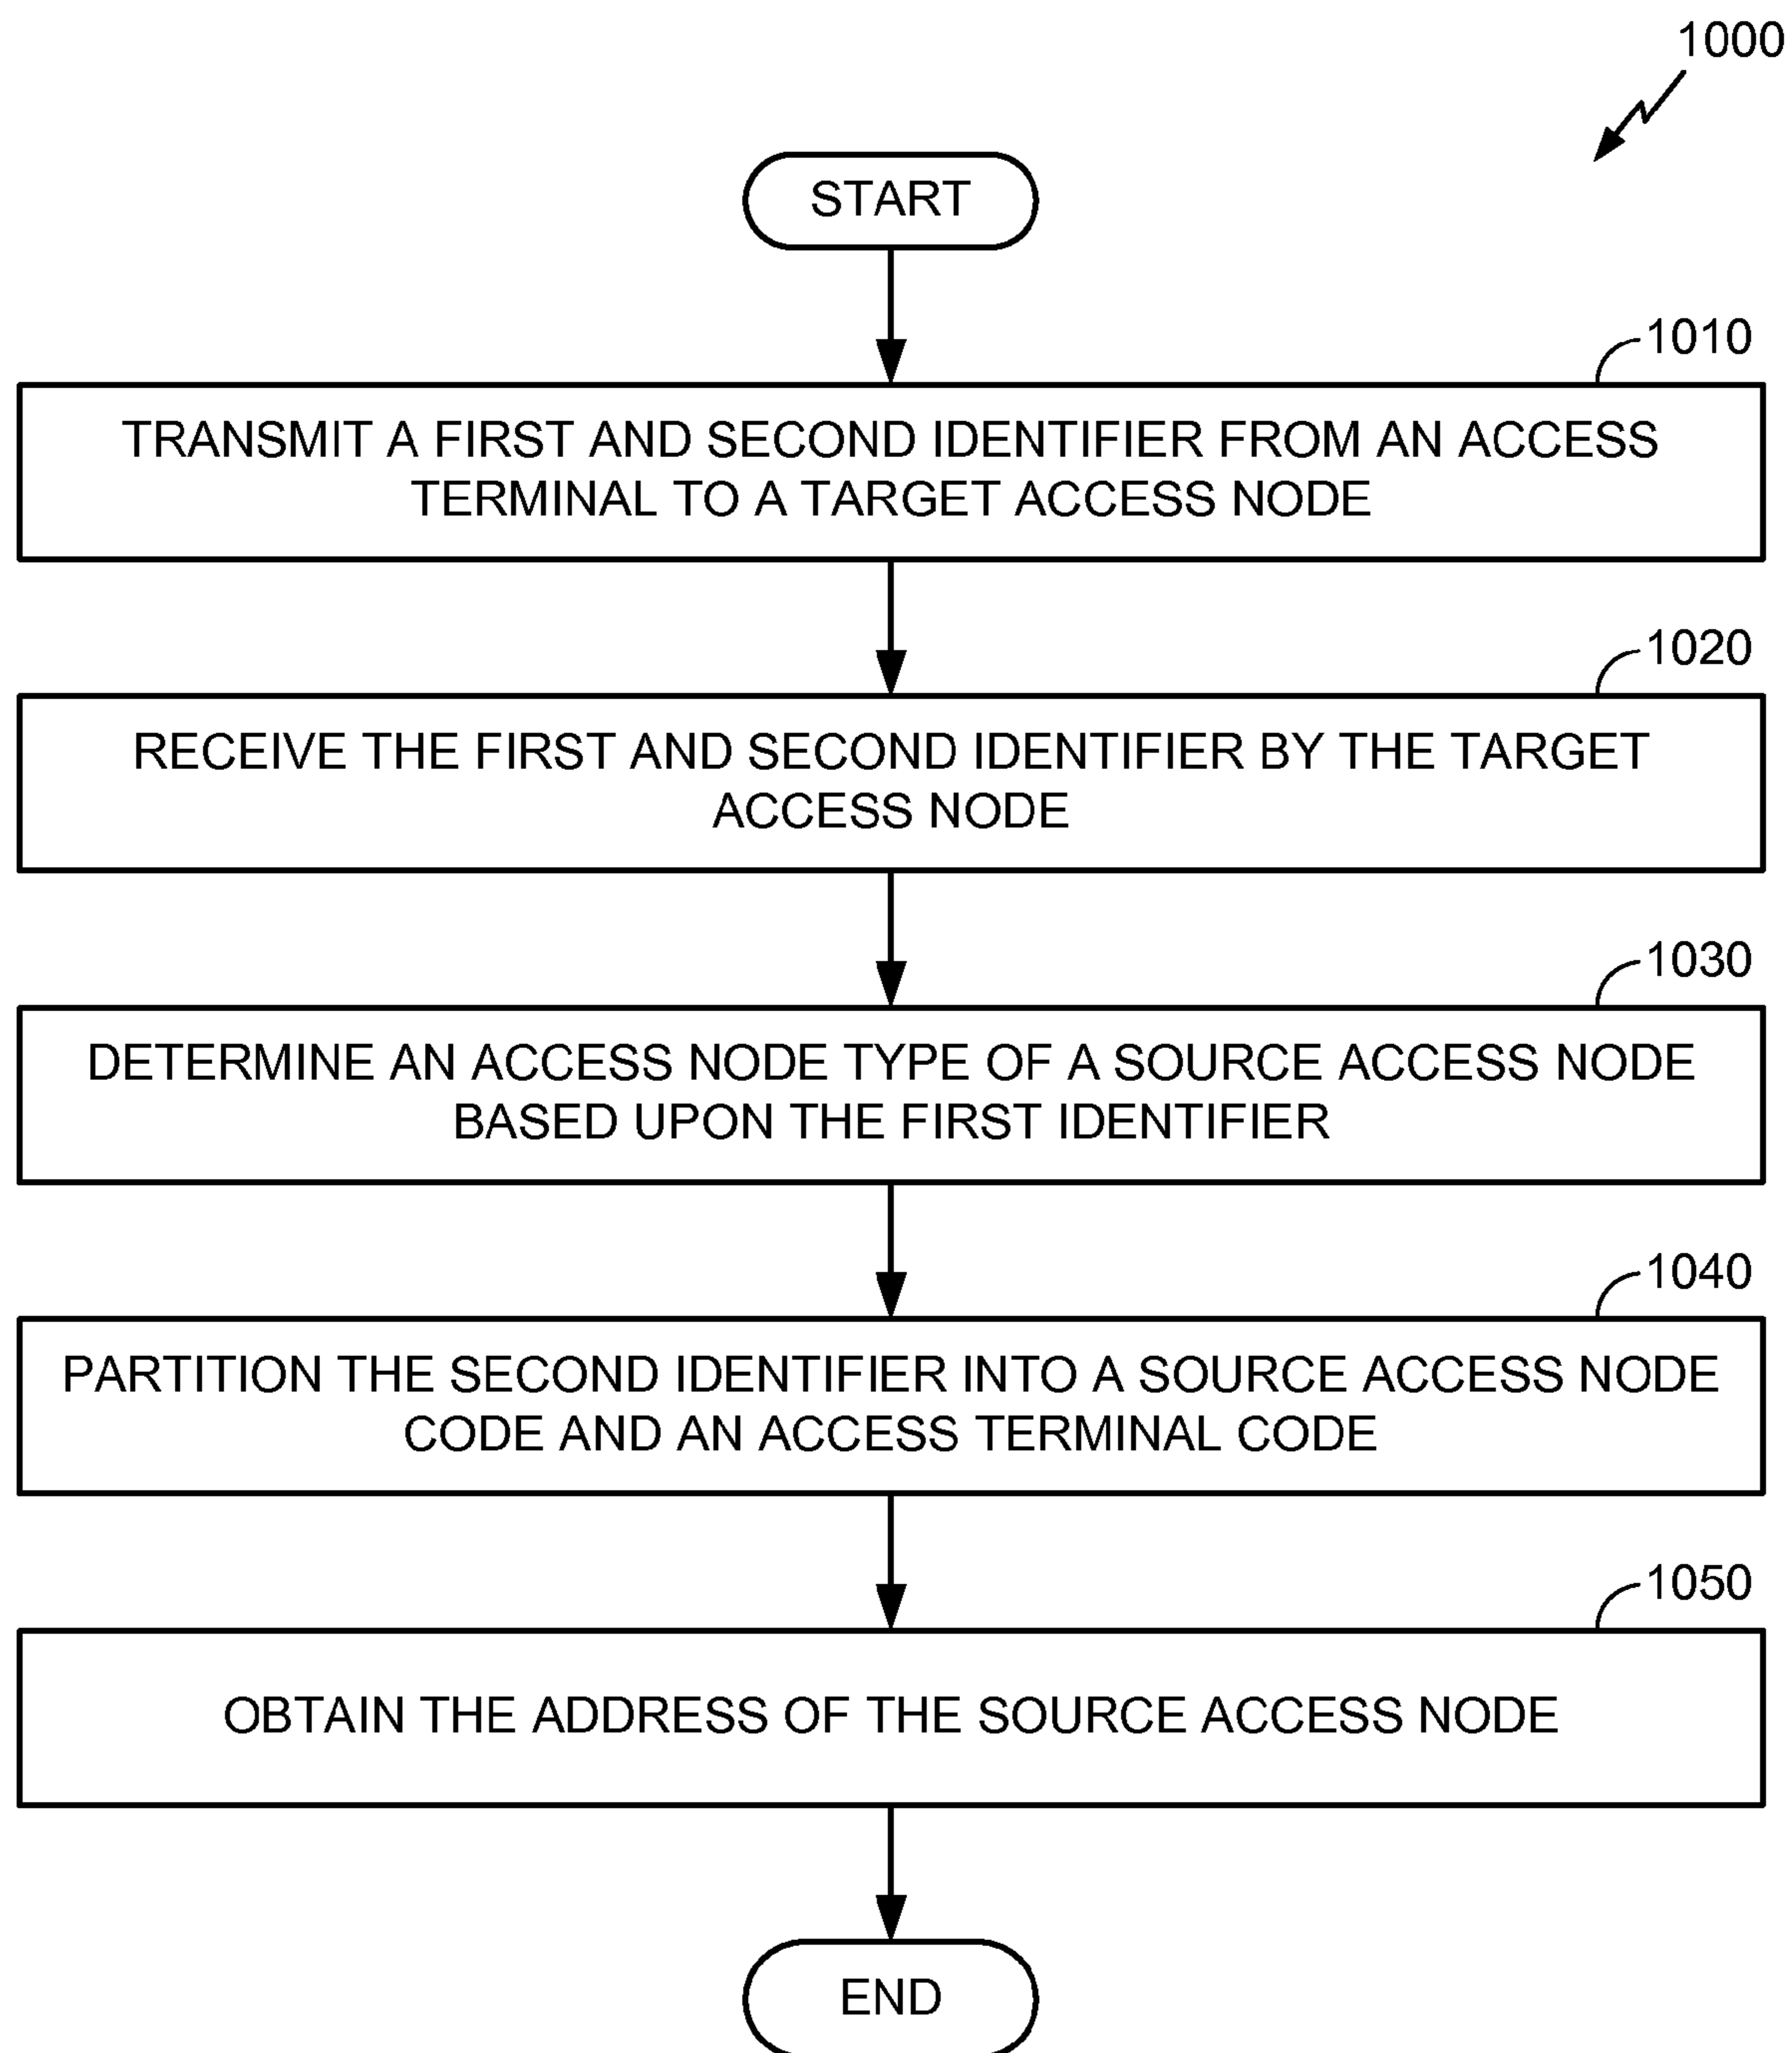 1000
START
1010
TRANSMIT A FIRST AND SECOND IDENTIFIER FROM AN ACCESS
TERMINAL TO A TARGET ACCESS NODE
1020
RECEIVE THE FIRST AND SECOND IDENTIFIER BY THE TARGET
ACCESS NODE
1030
DETERMINE AN ACCESS NODE TYPE OF A SOURCE ACCESS NODE
BASED UPON THE FIRST IDENTIFIER
1040
PARTITION THE SECOND IDENTIFIER INTO A SOURCE ACCESS NODE
CODE AND AN ACCESS TERMINAL CODE
1050
OBTAIN THE ADDRESS OF THE SOURCE ACCESS NODE
END